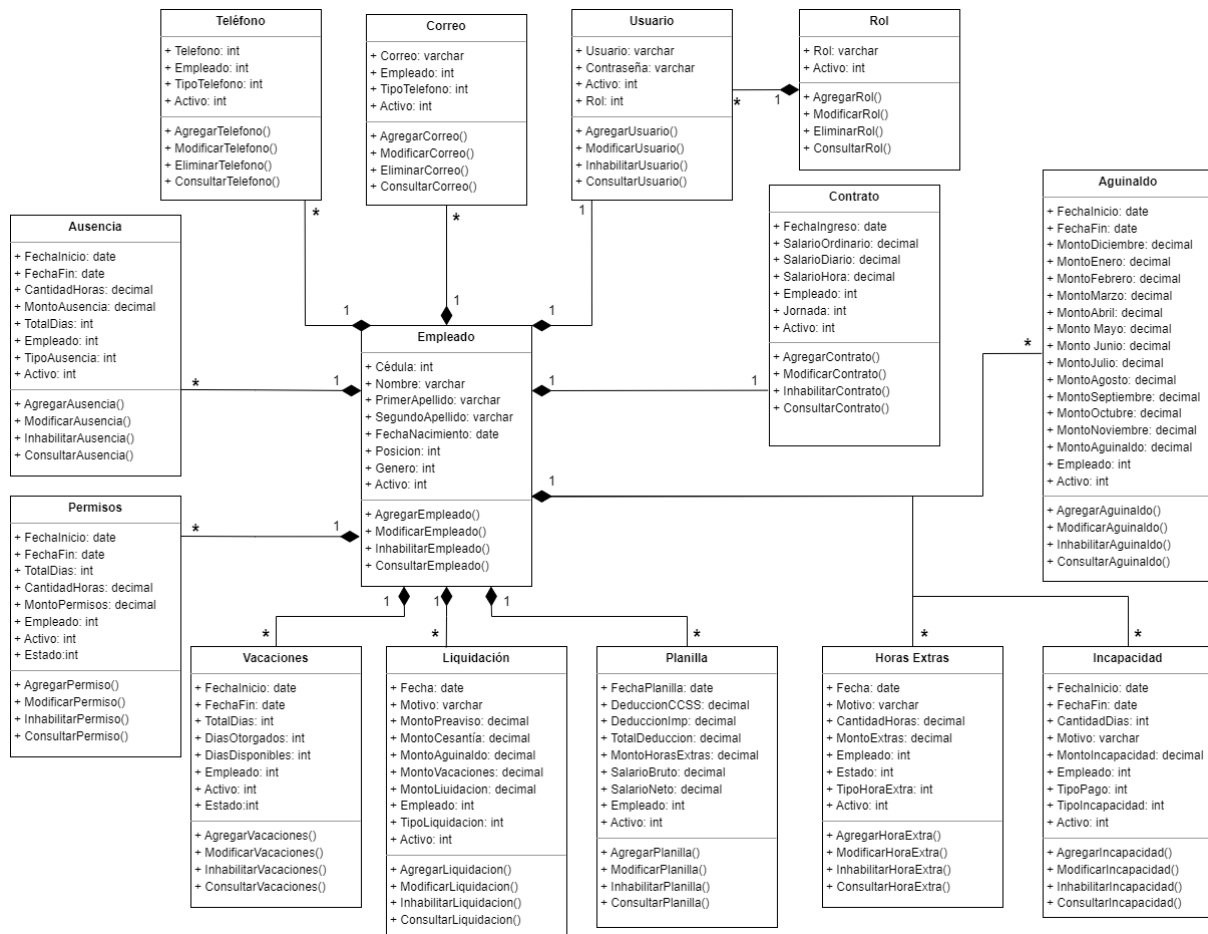 Teléfono
+ Telefono: int
+ Empleado: int
+ TipoTelefono: int
+ Activo: int
+ AgregarTelefono()
+ ModificarTelefono()
+ EliminarTelefono()
+ ConsultarTelefono()
*
1
Correo
+ Correo: varchar
+ Empleado: int
+ TipoTelefono: int
+ Activo: int
+ AgregarCorreo()
+ ModificarCorreo()
+ EliminarCorreo()
+ ConsultarCorreo()
*
1
Usuario
+ Usuario: varchar
+ Contraseña: varchar
+ Activo: int
+ Rol: int
+ AgregarUsuario()
+ ModificarUsuario()
+ InhabilitarUsuario()
+ ConsultarUsuario()
*
1
1
1
Rol
+ Rol: varchar
+ Activo: int
+ AgregarRol()
+ ModificarRol()
+ EliminarRol()
+ ConsultarRol()
Ausencia
+ FechaInicio: date
+ FechaFin: date
+ CantidadHoras: decimal
+ MontoAusencia: decimal
+ TotalDias: int
+ Empleado: int
+ TipoAusencia: int
+ Activo: int
+ AgregarAusencia()
+ ModificarAusencia()
+ InhabilitarAusencia()
+ ConsultarAusencia()
*
1
Empleado
+ Cédula: int
+ Nombre: varchar
+ PrimerApellido: varchar
+ SegundoApellido: varchar
+ FechaNacimiento: date
+ Posicion: int
+ Genero: int
+ Activo: int
+ AgregarEmpleado()
+ ModificarEmpleado()
+ InhabilitarEmpleado()
+ ConsultarEmpleado()
1
1
Contrato
+ FechaIngreso: date
+ SalarioOrdinario: decimal
+ SalarioDiario: decimal
+ SalarioHora: decimal
+ Empleado: int
+ Jornada: int
+ Activo: int
+ AgregarContrato()
+ ModificarContrato()
+ InhabilitarContrato()
+ ConsultarContrato()
1
*
Aguinaldo
+ FechaInicio: date
+ FechaFin: date
+ MontoDiciembre: decimal
+ MontoEnero: decimal
+ MontoFebrero: decimal
+ MontoMarzo: decimal
+ MontoAbril: decimal
+ Monto Mayo: decimal
+ Monto Junio: decimal
+ MontoJulio: decimal
+ MontoAgosto: decimal
+ MontoSeptiembre: decimal
+ MontoOctubre: decimal
+ MontoNoviembre: decimal
+ MontoAguinaldo: decimal
+ Empleado: int
+ Activo: int
+ AgregarAguinaldo()
+ ModificarAguinaldo()
+ InhabilitarAguinaldo()
+ ConsultarAguinaldo()
Permisos
+ FechaInicio: date
+ FechaFin: date
+ TotalDias: int
+ CantidadHoras: decimal
+ MontoPermisos: decimal
+ Empleado: int
+ Activo: int
+ Estado:int
+ AgregarPermiso()
+ ModificarPermiso()
+ InhabilitarPermiso()
+ ConsultarPermiso()
*
1
1
*
Vacaciones
+ FechaInicio: date
+ FechaFin: date
+ TotalDias: int
+ DiasOtorgados: int
+ DiasDisponibles: int
+ Empleado: int
+ Activo: int
+ Estado:int
+ AgregarVacaciones()
+ ModificarVacaciones()
+ InhabilitarVacaciones()
+ ConsultarVacaciones()
1
*
Liquidación
+ Fecha: date
+ Motivo: varchar
+ MontoPreaviso: decimal
+ MontoCesantía: decimal
+ MontoAguinaldo: decimal
+ MontoVacaciones: decimal
+ MontoLiuidacion: decimal
+ Empleado: int
+ TipoLiquidacion: int
+ Activo: int
+ AgregarLiquidacion()
+ ModificarLiquidacion()
+ InhabilitarLiquidacion()
+ ConsultarLiquidacion()
1
*
Planilla
+ FechaPlanilla: date
+ DeduccionCCSS: decimal
+ DeduccionImp: decimal
+ TotalDeduccion: decimal
+ MontoHorasExtras: decimal
+ SalarioBruto: decimal
+ SalarioNeto: decimal
+ Empleado: int
+ Activo: int
+ AgregarPlanilla()
+ ModificarPlanilla()
+ InhabilitarPlanilla()
+ ConsultarPlanilla()
*
Horas Extras
+ Fecha: date
+ Motivo: varchar
+ CantidadHoras: decimal
+ MontoExtras: decimal
+ Empleado: int
+ Estado: int
+ TipoHoraExtra: int
+ Activo: int
+ AgregarHoraExtra()
+ ModificarHoraExtra()
+ InhabilitarHoraExtra()
+ ConsultarHoraExtra()
*
Incapacidad
+ FechaInicio: date
+ FechaFin: date
+ CantidadDias: int
+ Motivo: varchar
+ MontoIncapacidad: decimal
+ Empleado: int
+ TipoPago: int
+ TipoIncapacidad: int
+ Activo: int
+ AgregarIncapacidad()
+ ModificarIncapacidad()
+ InhabilitarIncapacidad()
+ ConsultarIncapacidad()